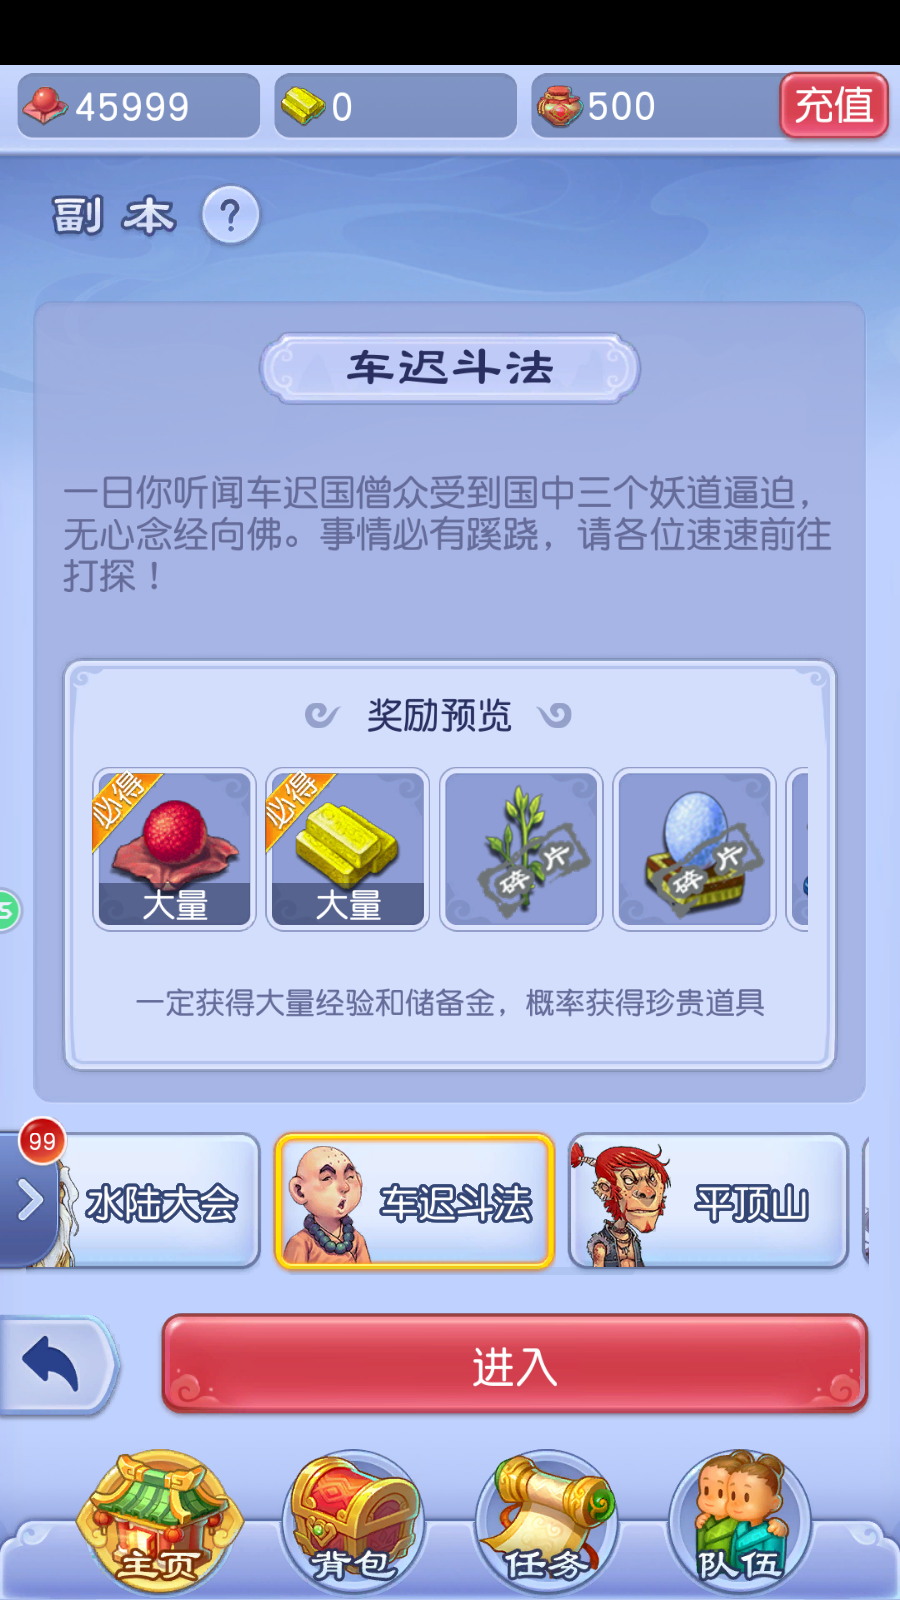 45999
0
500
充值
副本
?
车迟斗法
一日你听闻车迟国僧众受到国中三个妖道逼迫，
无心念经向佛。事情必有蹊跷，请各位速速前往
打探！
奖励预览
必得
必得
碎片
碎片
大量
大量
5
一定获得大量经验和储备金，概率获得珍贵道具
99
水陆大会
车迟斗法
平顶山
进入
主页
背包
任务
队伍